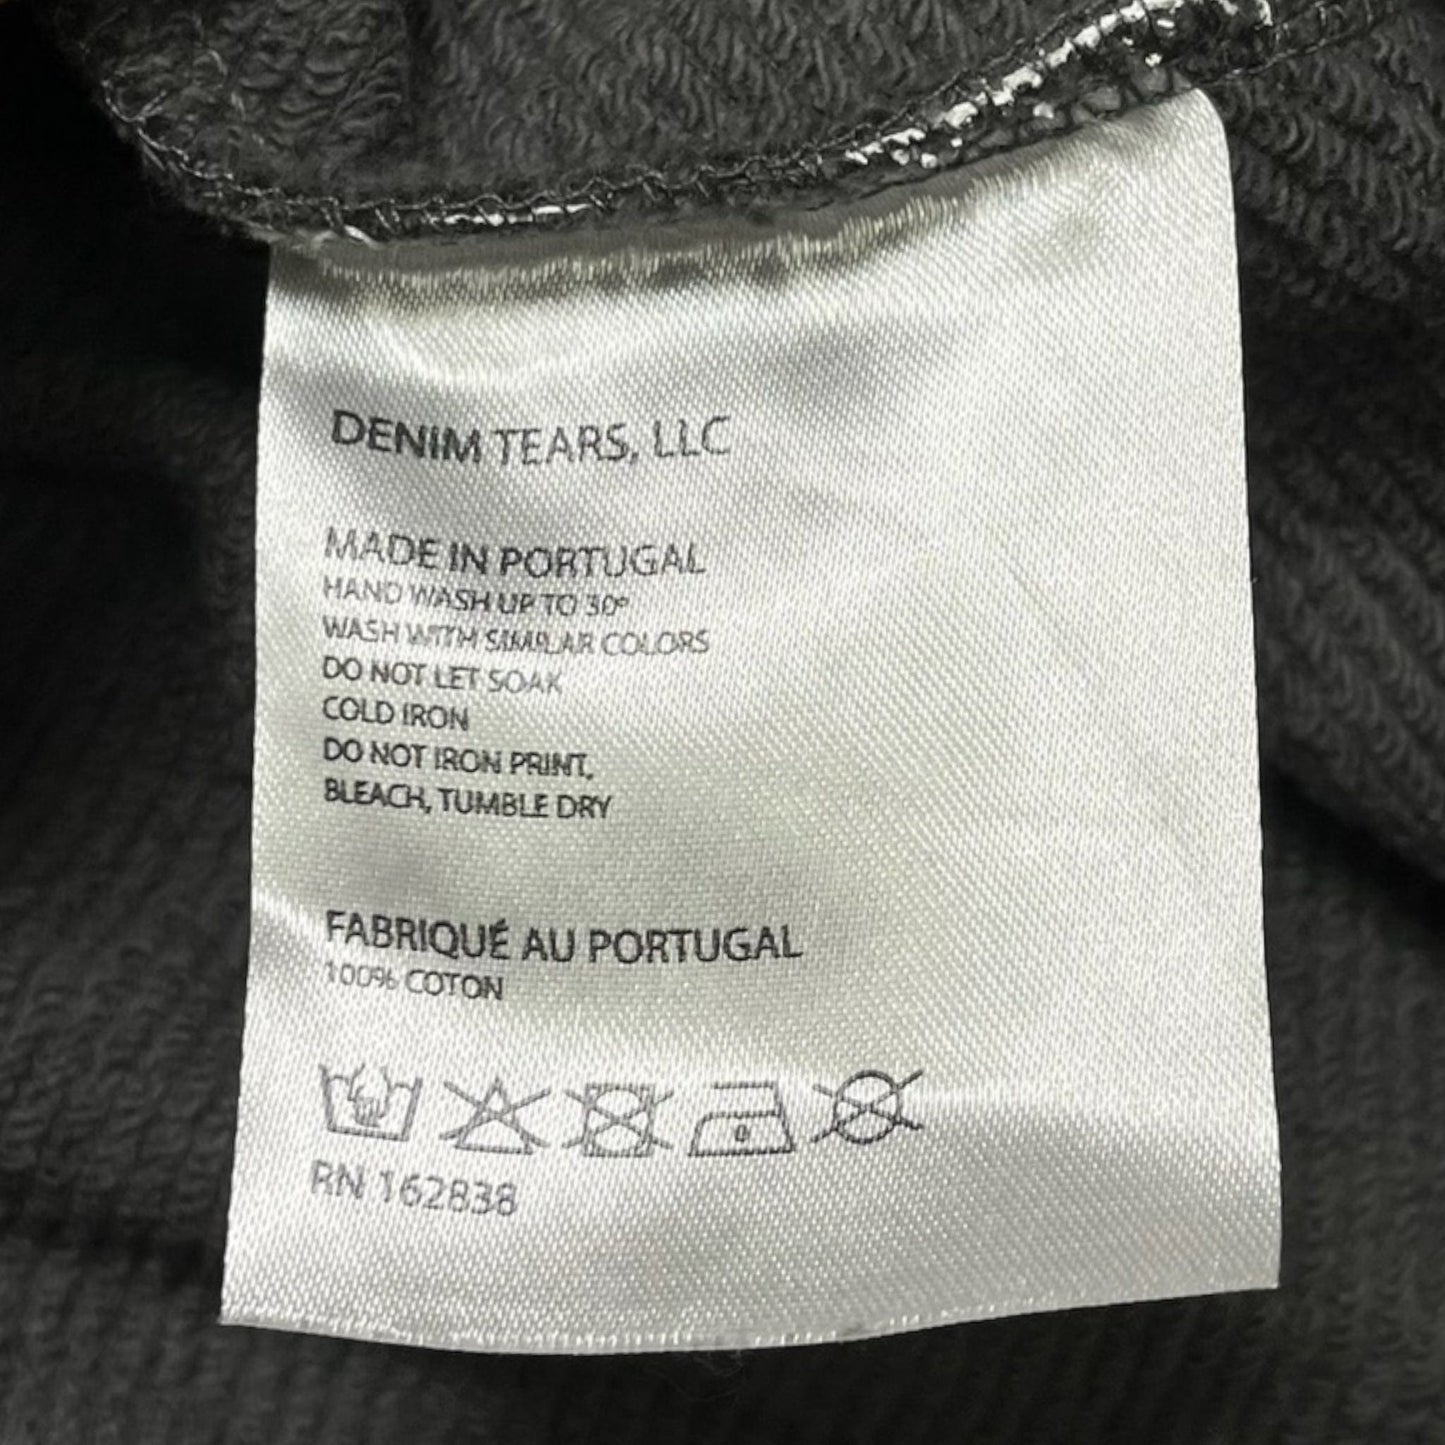 DENIM TEARS, LLC
MADE IN PORTUGAL
HAND WASH UP TO 30°
WASH WITH SIMILAR COLORS
DO NOT LET SOAK
COLD IRON
DO NOT IRON PRINT,
BLEACH, TUMBLE DRY
FABRIQUÉ AU PORTUGAL
100% COTON
RN 162838